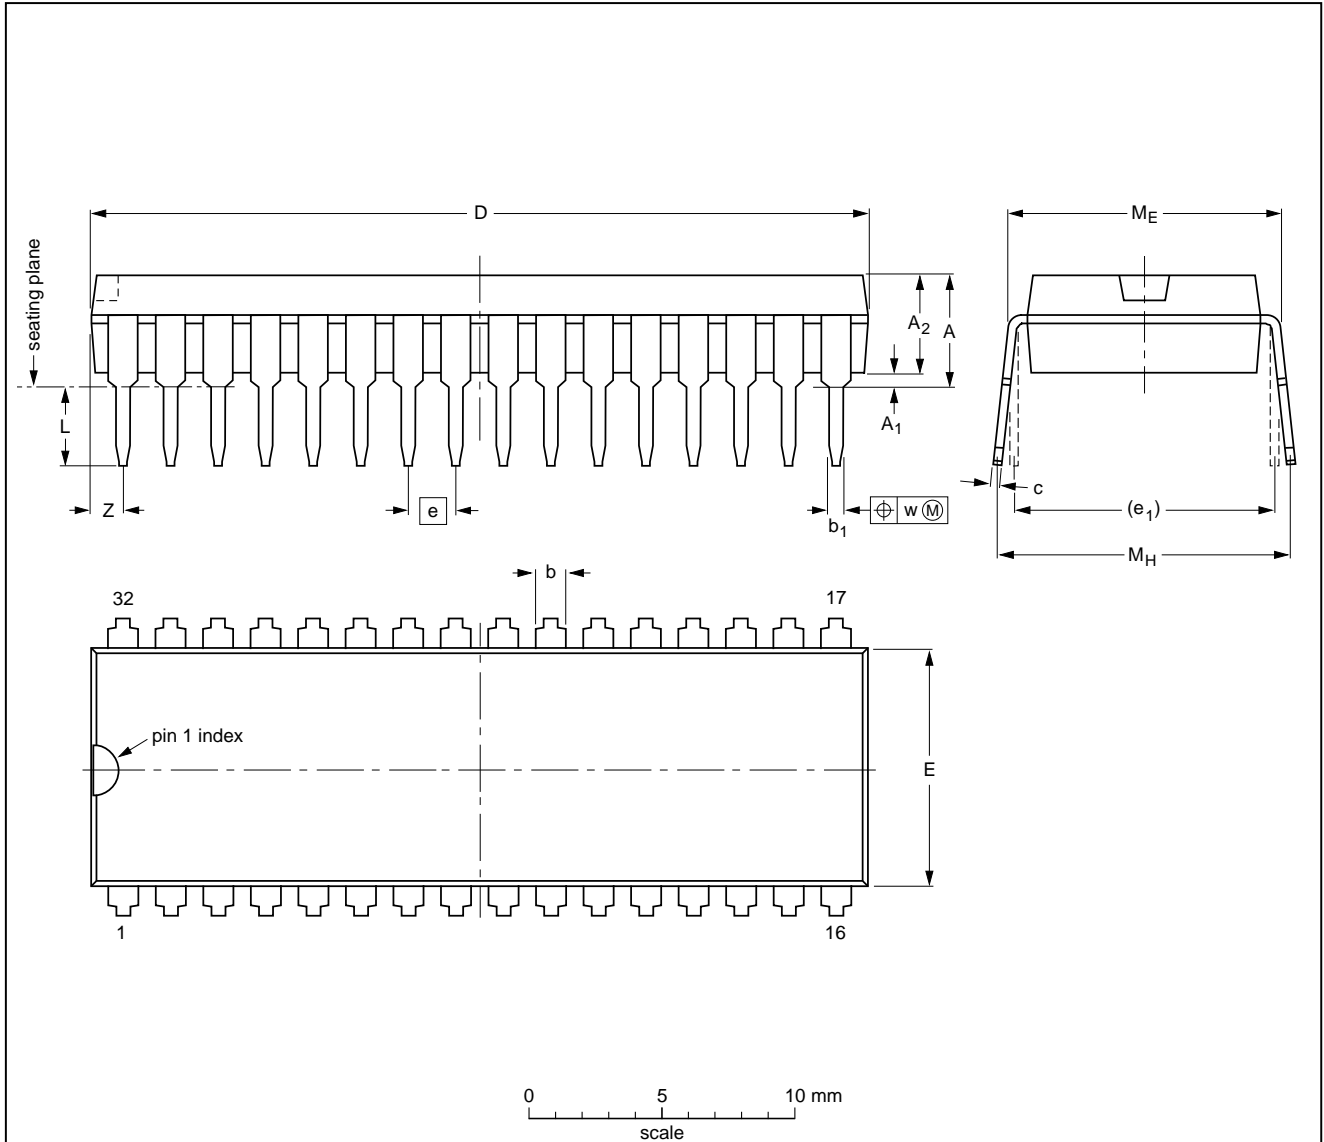 D
M_E
seating plane
A_2
A
L
A_1
c
Z
e
b_1
⌖ w Ⓜ
(e_1)
M_H
b
32
17
pin 1 index
E
1
16
0 5 10 mm
scale